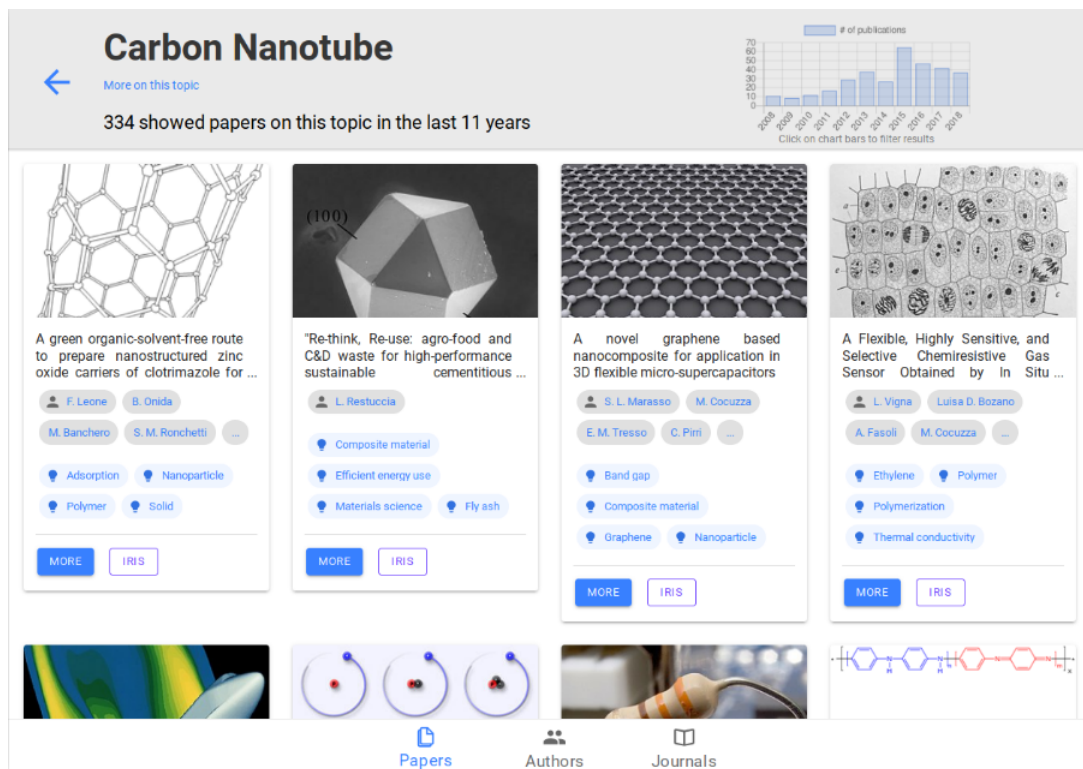 Carbon Nanotube
More on this topic
334 showed papers on this topic in the last 11 years
# of publications
70
60
50
40
30
20
10
0
2008
2009
2010
2011
2012
2013
2014
2015
2016
2017
2018
Click on chart bars to filter results
(100)
a
e
c
A green organic-solvent-free route
to prepare nanostructured zinc
oxide carriers of clotrimazole for ...
F. Leone
B. Onida
M. Banchero
S. M. Ronchetti
...
Adsorption
Nanoparticle
Polymer
Solid
MORE
IRIS
"Re-think, Re-use: agro-food and
C&D waste for high-performance
sustainable cementitious ...
L. Restuccia
Composite material
Efficient energy use
Materials science
Fly ash
MORE
IRIS
A novel graphene based
nanocomposite for application in
3D flexible micro-supercapacitors
S. L. Marasso
M. Cocuzza
E. M. Tresso
C. Pirri
...
Band gap
Composite material
Graphene
Nanoparticle
MORE
IRIS
A Flexible, Highly Sensitive, and
Selective Chemiresistive Gas
Sensor Obtained by In Situ ...
L. Vigna
Luisa D. Bozano
A. Fasoli
M. Cocuzza
...
Ethylene
Polymer
Polymerization
Thermal conductivity
MORE
IRIS
N
H
N
H
N
N
x
Papers
Authors
Journals